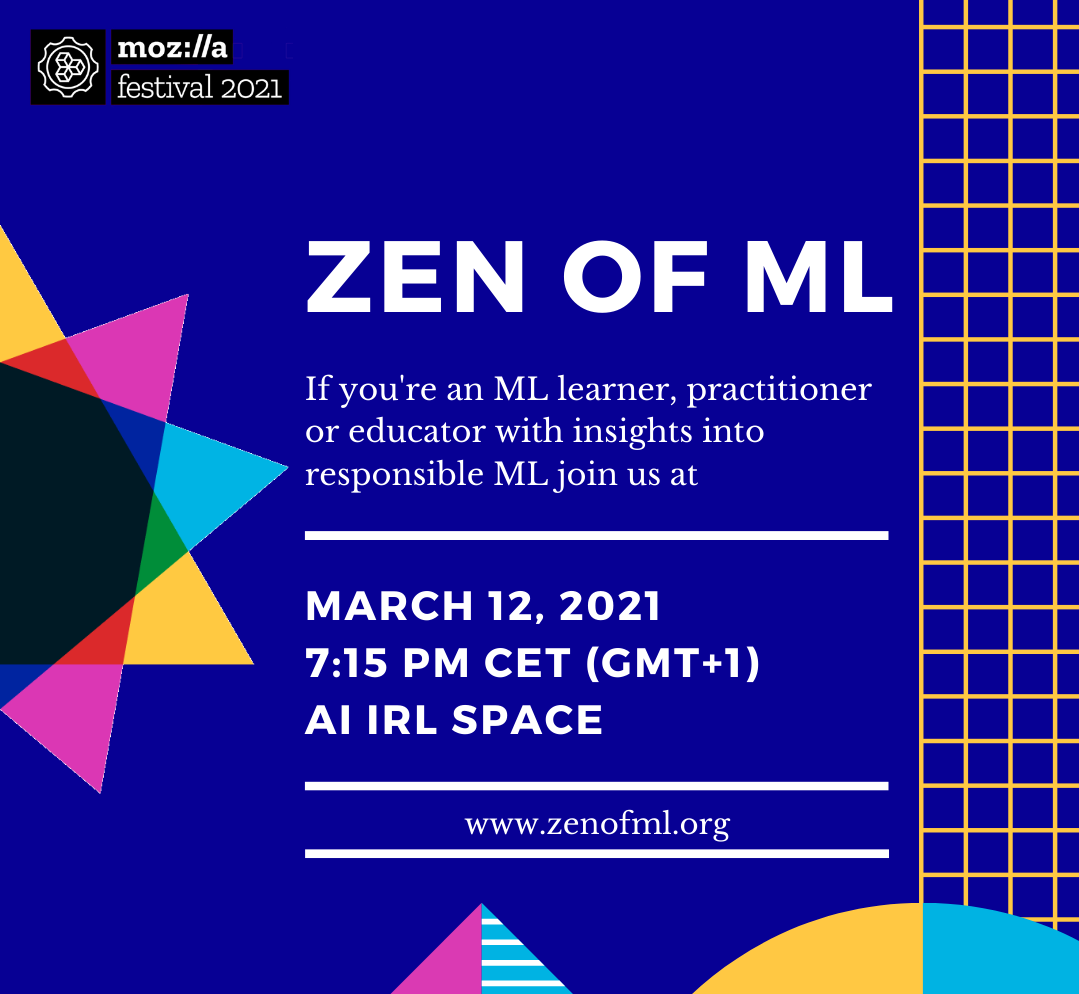 moz://a
festival 2021
ZEN OF ML
If you're an ML learner, practitioner
or educator with insights into
responsible ML join us at
MARCH 12, 2021
7:15 PM CET (GMT+1)
AI IRL SPACE
www.zenofml.org